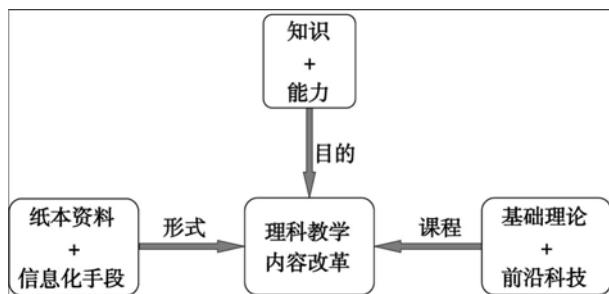 知识
+
能力
目的
纸本资料
+
信息化手段
形式
理科教学
内容改革
课程
基础理论
+
前沿科技